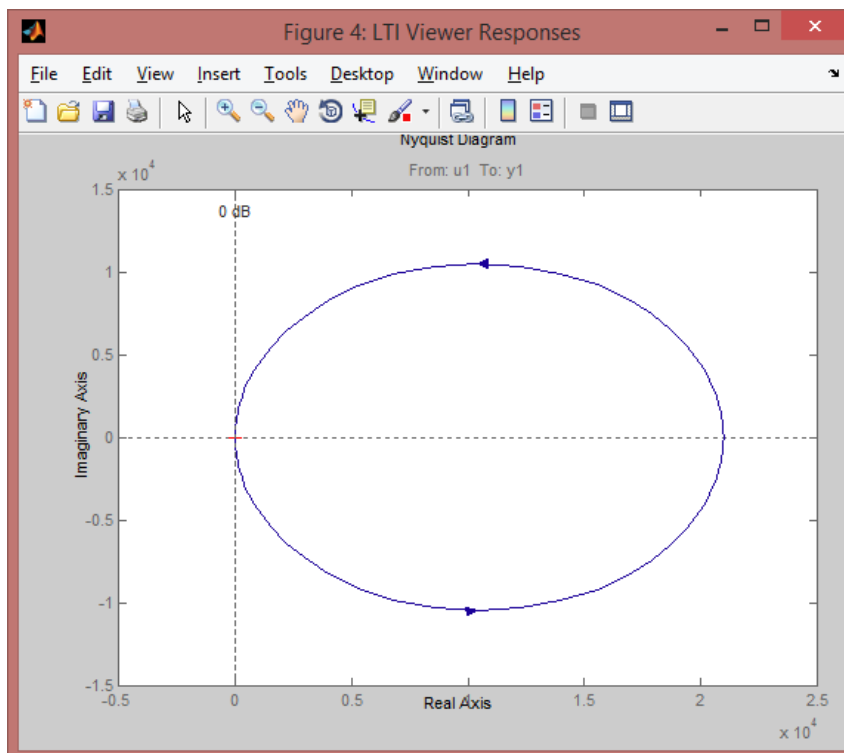 Figure 4: LTI Viewer Responses
File Edit View Insert Tools Desktop Window Help
Nyquist Diagram
From: u1 To: y1
x 10^4
1.5
0 dB
1
0.5
0
-0.5
-1
-1.5
Imaginary Axis
-0.5 0 0.5 1 1.5 2 2.5
Real Axis
x 10^4